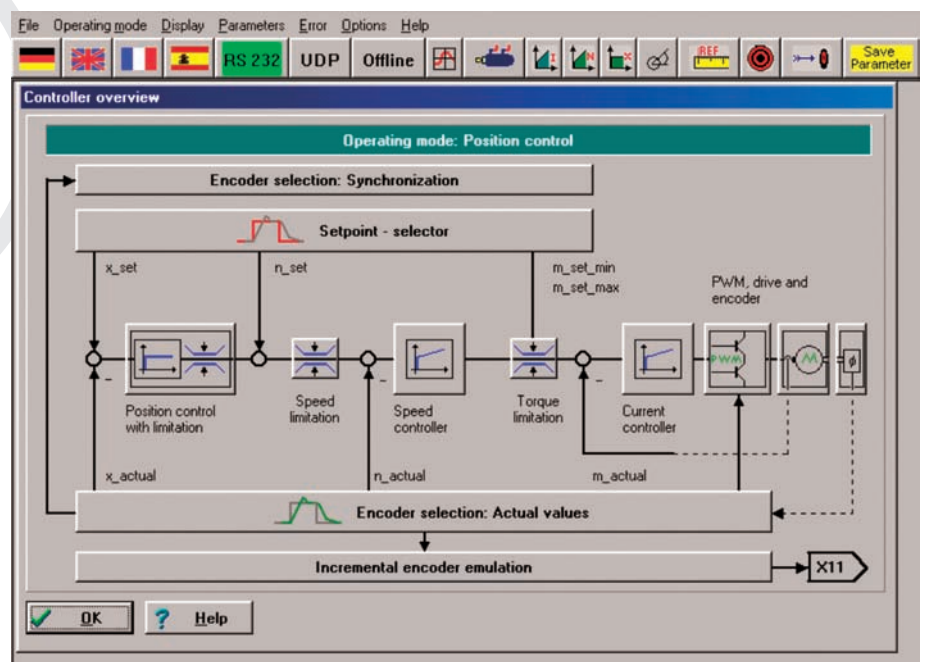 File Operating mode Display Parameters Error Options Help
RS 232 UDP Offline REF Save
Parameter
Controller overview
Operating mode: Position control
Encoder selection: Synchronization
Setpoint - selector
x_set n_set m_set_min
m_set_max
PWM, drive and
encoder
PWM M ϕ
Position control
with limitation
Speed
limitation
Speed
controller
Torque
limitation
Current
controller
x_actual n_actual m_actual
Encoder selection: Actual values
Incremental encoder emulation
X11
OK ? Help